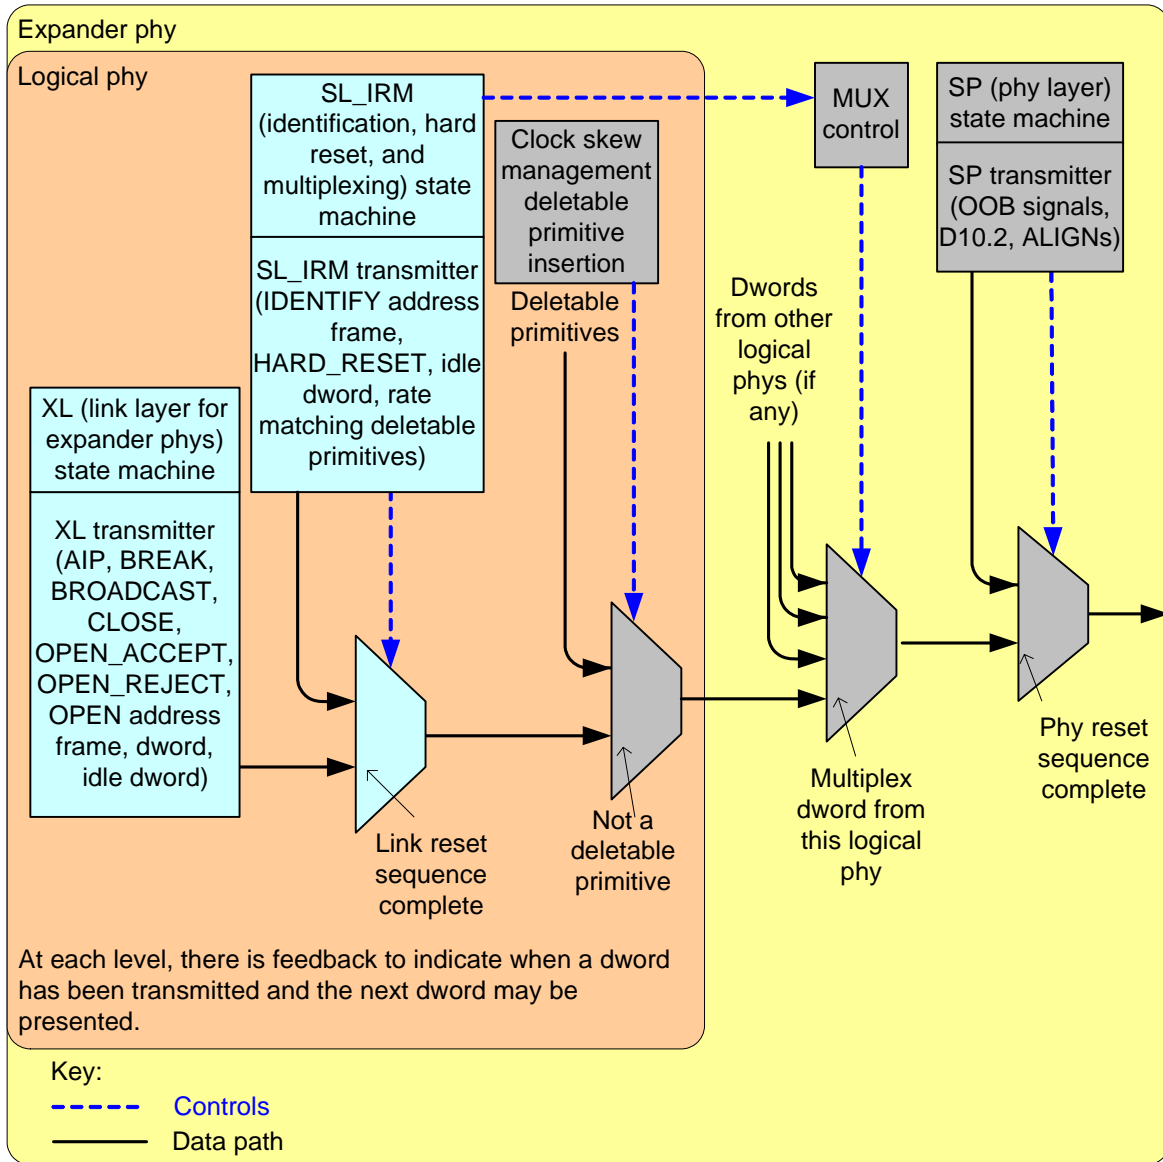 Expander phy
Logical phy
SL_IRM
(identification, hard
reset, and
multiplexing) state
machine
SL_IRM transmitter
(IDENTIFY address
frame,
HARD_RESET, idle
dword, rate
matching deletable
primitives)
Clock skew
management
deletable
primitive
insertion
Deletable
primitives
MUX
control
SP (phy layer)
state machine
SP transmitter
(OOB signals,
D10.2, ALIGNs)
Dwords
from other
logical
phys (if
any)
XL (link layer for
expander phys)
state machine
XL transmitter
(AIP, BREAK,
BROADCAST,
CLOSE,
OPEN_ACCEPT,
OPEN_REJECT,
OPEN address
frame, dword,
idle dword)
Link reset
sequence
complete
Not a
deletable
primitive
Multiplex
dword from
this logical
phy
Phy reset
sequence
complete
At each level, there is feedback to indicate when a dword
has been transmitted and the next dword may be
presented.
Key:
Controls
Data path